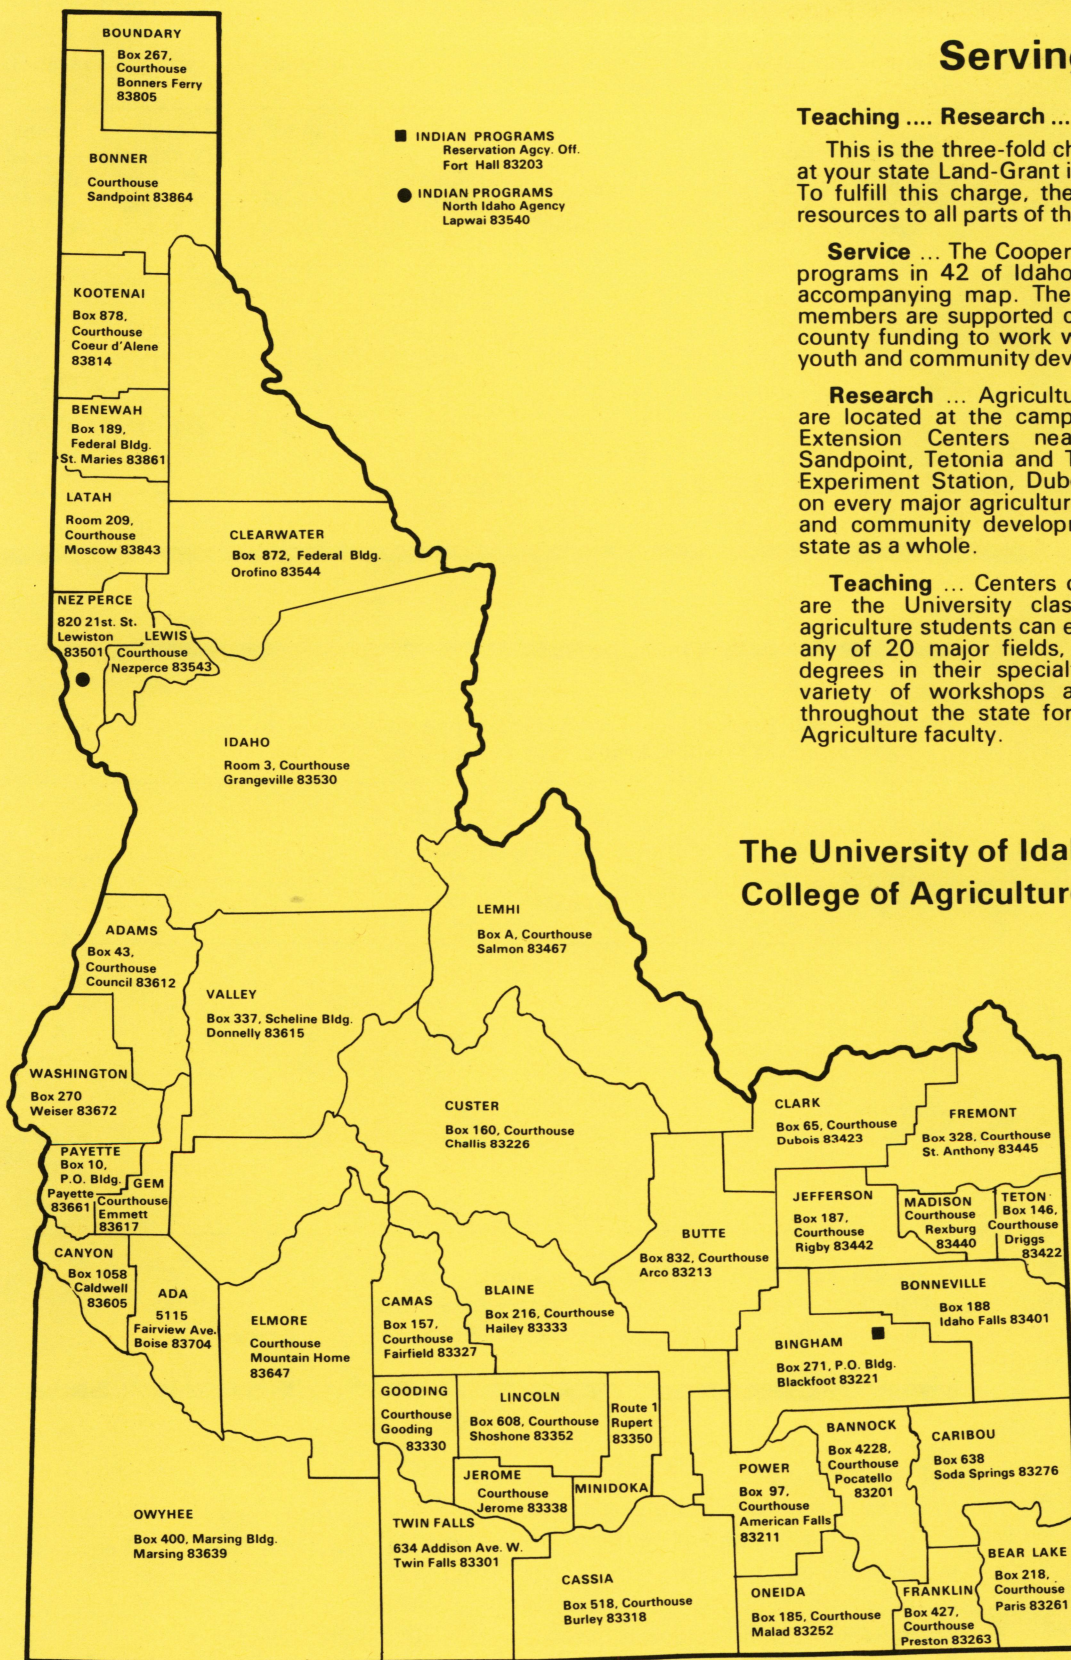 BOUNDARY
Box 267,
Courthouse
Bonners Ferry
83805
BONNER
Courthouse
Sandpoint 83864
■ INDIAN PROGRAMS
Reservation Agcy. Off.
Fort Hall 83203
● INDIAN PROGRAMS
North Idaho Agency
Lapwai 83540
KOOTENAI
Box 878,
Courthouse
Coeur d'Alene
83814
BENEWAH
Box 189,
Federal Bldg.
St. Maries 83861
LATAH
Room 209,
Courthouse
Moscow 83843
CLEARWATER
Box 872, Federal Bldg.
Orofino 83544
NEZ PERCE
820 21st. St.
Lewiston
83501
LEWIS
Courthouse
Nezperce 83543
IDAHO
Room 3, Courthouse
Grangeville 83530
Serving
Teaching .... Research ...
This is the three-fold ch
at your state Land-Grant i
To fulfill this charge, the
resources to all parts of th
Service ... The Cooper
programs in 42 of Idaho
accompanying map. The
members are supported c
county funding to work w
youth and community dev
Research ... Agricultu
are located at the camp
Extension Centers nea
Sandpoint, Tetonia and T
Experiment Station, Dub
on every major agricultur
and community developm
state as a whole.
Teaching ... Centers o
are the University clas
agriculture students can e
any of 20 major fields,
degrees in their special
variety of workshops a
throughout the state for
Agriculture faculty.
The University of Ida
College of Agriculture
ADAMS
Box 43,
Courthouse
Council 83612
VALLEY
Box 337, Scheline Bldg.
Donnelly 83615
LEMHI
Box A, Courthouse
Salmon 83467
WASHINGTON
Box 270
Weiser 83672
CUSTER
Box 160, Courthouse
Challis 83226
CLARK
Box 65, Courthouse
Dubois 83423
FREMONT
Box 328, Courthouse
St. Anthony 83445
PAYETTE
Box 10,
P.O. Bldg.
Payette
83661
GEM
Courthouse
Emmett
83617
JEFFERSON
Box 187,
Courthouse
Rigby 83442
MADISON
Courthouse
Rexburg
83440
TETON
Box 146,
Courthouse
Driggs
83422
BUTTE
Box 832, Courthouse
Arco 83213
CANYON
Box 1058
Caldwell
83605
ADA
5115
Fairview Ave.
Boise 83704
ELMORE
Courthouse
Mountain Home
83647
CAMAS
Box 157,
Courthouse
Fairfield 83327
BLAINE
Box 216, Courthouse
Hailey 83333
BONNEVILLE
Box 188
Idaho Falls 83401
BINGHAM
Box 271, P.O. Bldg.
Blackfoot 83221
GOODING
Courthouse
Gooding
83330
LINCOLN
Box 608, Courthouse
Shoshone 83352
Route 1
Rupert
83350
MINIDOKA
JEROME
Courthouse
Jerome 83338
POWER
Box 97,
Courthouse
American Falls
83211
BANNOCK
Box 4228,
Courthouse
Pocatello
83201
CARIBOU
Box 638
Soda Springs 83276
OWYHEE
Box 400, Marsing Bldg.
Marsing 83639
TWIN FALLS
634 Addison Ave. W.
Twin Falls 83301
CASSIA
Box 518, Courthouse
Burley 83318
ONEIDA
Box 185, Courthouse
Malad 83252
FRANKLIN
Box 427,
Courthouse
Preston 83263
BEAR LAKE
Box 218,
Courthouse
Paris 83261